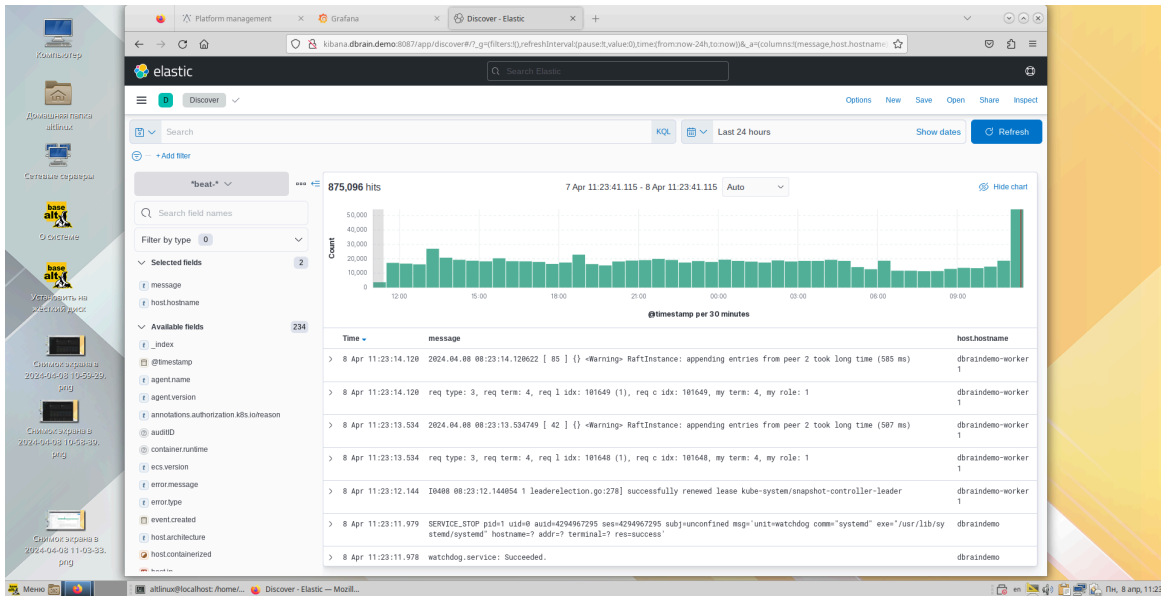 Platform management
Grafana
Discover - Elastic
kibana.dbrain.demo:8087/app/discover#/?_g=(filters:!(),refreshInterval:(pause:!t,value:0),time:(from:now-24h,to:now))&_a=(columns:!(message,host.hostname
elastic
Search Elastic
D
Discover
Options New Save Open Share Inspect
Search
KQL
Last 24 hours
Show dates
Refresh
+ Add filter
*beat-*
Search field names
Filter by type 0
Selected fields 2
t message
t host.hostname
Available fields 234
t _index
@timestamp
t agent.name
t agent.version
t annotations.authorization.k8s.io/reason
auditID
container.runtime
t ecs.version
t error.message
t error.type
event.created
t host.architecture
host.containerized
875,096 hits
7 Apr 11:23:41.115 - 8 Apr 11:23:41.115
Auto
Hide chart
Count
50,000
40,000
30,000
20,000
10,000
0
12:00 15:00 18:00 21:00 00:00 03:00 06:00 09:00
@timestamp per 30 minutes
Time message host.hostname
8 Apr 11:23:14.120 2024.04.08 08:23:14.120622 [ 85 ] {} <Warning> RaftInstance: appending entries from peer 2 took long time (585 ms) dbraindemo-worker
1
8 Apr 11:23:14.120 req type: 3, req term: 4, req l idx: 101649 (1), req c idx: 101649, my term: 4, my role: 1 dbraindemo-worker
1
8 Apr 11:23:13.534 2024.04.08 08:23:13.534749 [ 42 ] {} <Warning> RaftInstance: appending entries from peer 2 took long time (507 ms) dbraindemo-worker
1
8 Apr 11:23:13.534 req type: 3, req term: 4, req l idx: 101648 (1), req c idx: 101648, my term: 4, my role: 1 dbraindemo-worker
1
8 Apr 11:23:12.144 I0408 08:23:12.144054 1 leaderelection.go:278] successfully renewed lease kube-system/snapshot-controller-leader dbraindemo-worker
1
8 Apr 11:23:11.979 SERVICE_STOP pid=1 uid=0 auid=4294967295 ses=4294967295 subj=unconfined msg='unit=watchdog comm="systemd" exe="/usr/lib/sy dbraindemo
stemd/systemd" hostname=? addr=? terminal=? res=success'
8 Apr 11:23:11.978 watchdog.service: Succeeded. dbraindemo
Компьютер
Домашняя папка
altlinux
Сетевые серверы
base
alt
О системе
base
alt
Установить на
жесткий диск
Снимок экрана в
2024-04-08 10-59-29.
png
Снимок экрана в
2024-04-08 10-58-39.
png
Снимок экрана в
2024-04-08 11-03-33.
png
Меню
altlinux@localhost: /home/...
Discover - Elastic — Mozill...
en
Пн, 8 апр, 11:23